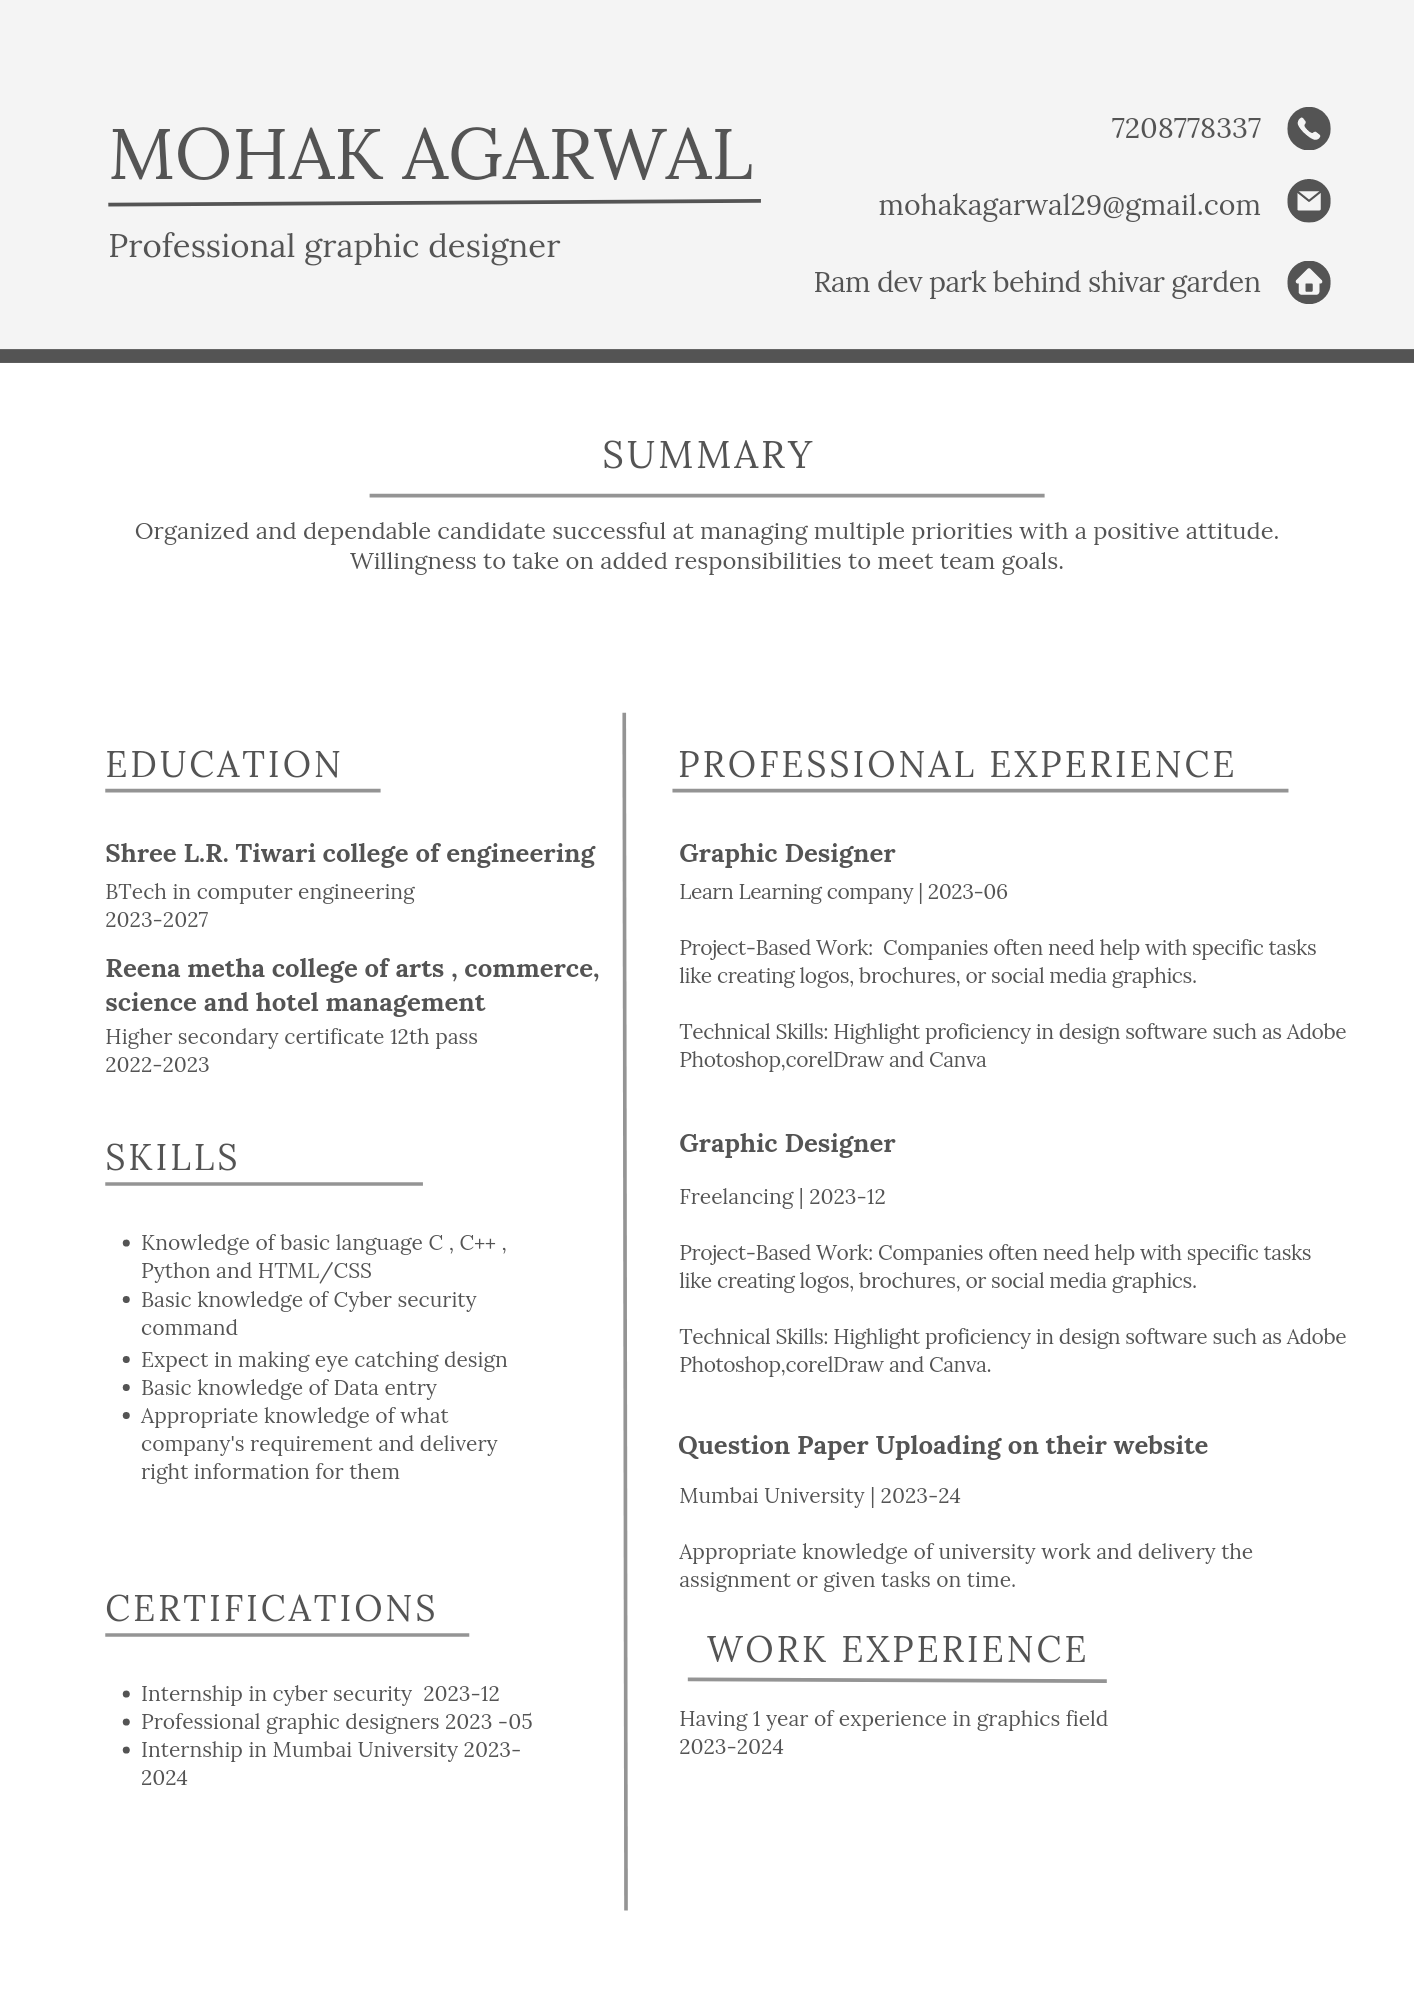 MOHAK AGARWAL
Professional graphic designer
7208778337
mohakagarwal29@gmail.com
Ram dev park behind shivar garden
SUMMARY
Organized and dependable candidate successful at managing multiple priorities with a positive attitude.
Willingness to take on added responsibilities to meet team goals.
EDUCATION
Shree L.R. Tiwari college of engineering
BTech in computer engineering
2023-2027
Reena metha college of arts , commerce,
science and hotel management
Higher secondary certificate 12th pass
2022-2023
SKILLS
• Knowledge of basic language C , C++ ,
Python and HTML/CSS
• Basic knowledge of Cyber security
command
• Expect in making eye catching design
• Basic knowledge of Data entry
• Appropriate knowledge of what
company's requirement and delivery
right information for them
CERTIFICATIONS
• Internship in cyber security 2023-12
• Professional graphic designers 2023 -05
• Internship in Mumbai University 2023-
2024
PROFESSIONAL EXPERIENCE
Graphic Designer
Learn Learning company | 2023-06
Project-Based Work: Companies often need help with specific tasks
like creating logos, brochures, or social media graphics.
Technical Skills: Highlight proficiency in design software such as Adobe
Photoshop,corelDraw and Canva
Graphic Designer
Freelancing | 2023-12
Project-Based Work: Companies often need help with specific tasks
like creating logos, brochures, or social media graphics.
Technical Skills: Highlight proficiency in design software such as Adobe
Photoshop,corelDraw and Canva.
Question Paper Uploading on their website
Mumbai University | 2023-24
Appropriate knowledge of university work and delivery the
assignment or given tasks on time.
WORK EXPERIENCE
Having 1 year of experience in graphics field
2023-2024